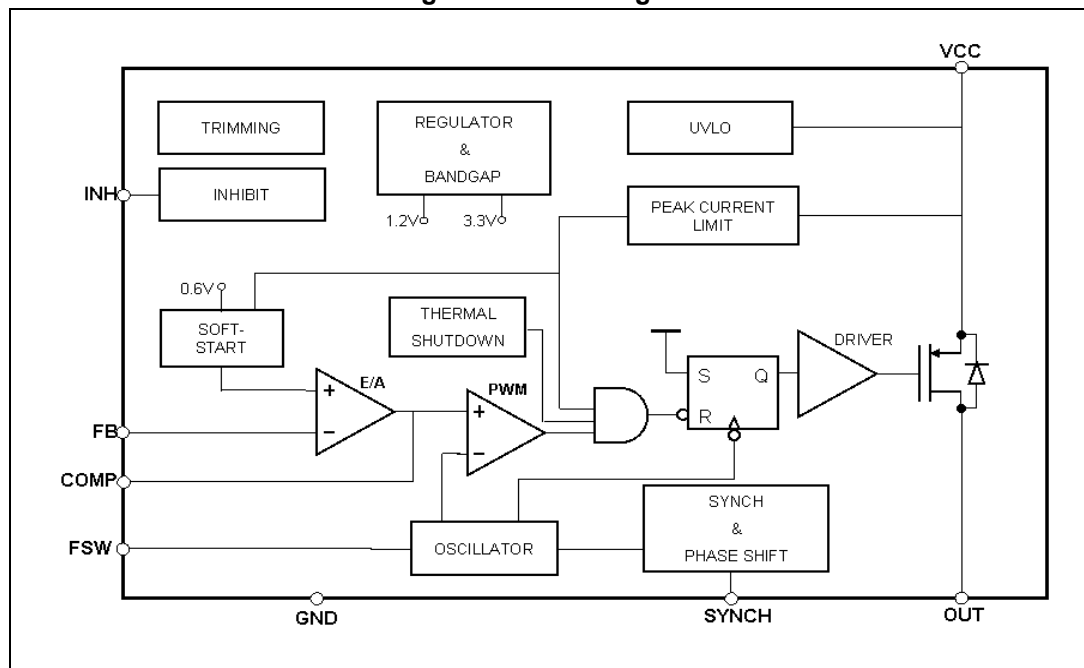 VCC
TRIMMING
REGULATOR
&
BANDGAP
UVLO
INH
INHIBIT
PEAK CURRENT
LIMIT
1.2V
3.3V
0.6V
SOFT-
START
THERMAL
SHUTDOWN
DRIVER
E/A
PWM
S
Q
R
+
−
+
−
FB
COMP
SYNCH
&
PHASE SHIFT
FSW
OSCILLATOR
GND
SYNCH
OUT